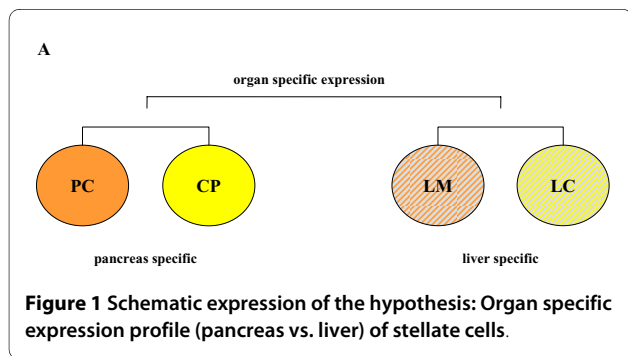 A
organ specific expression
PC CP LM LC
pancreas specific liver specific
Figure 1 Schematic expression of the hypothesis: Organ specific
expression profile (pancreas vs. liver) of stellate cells.